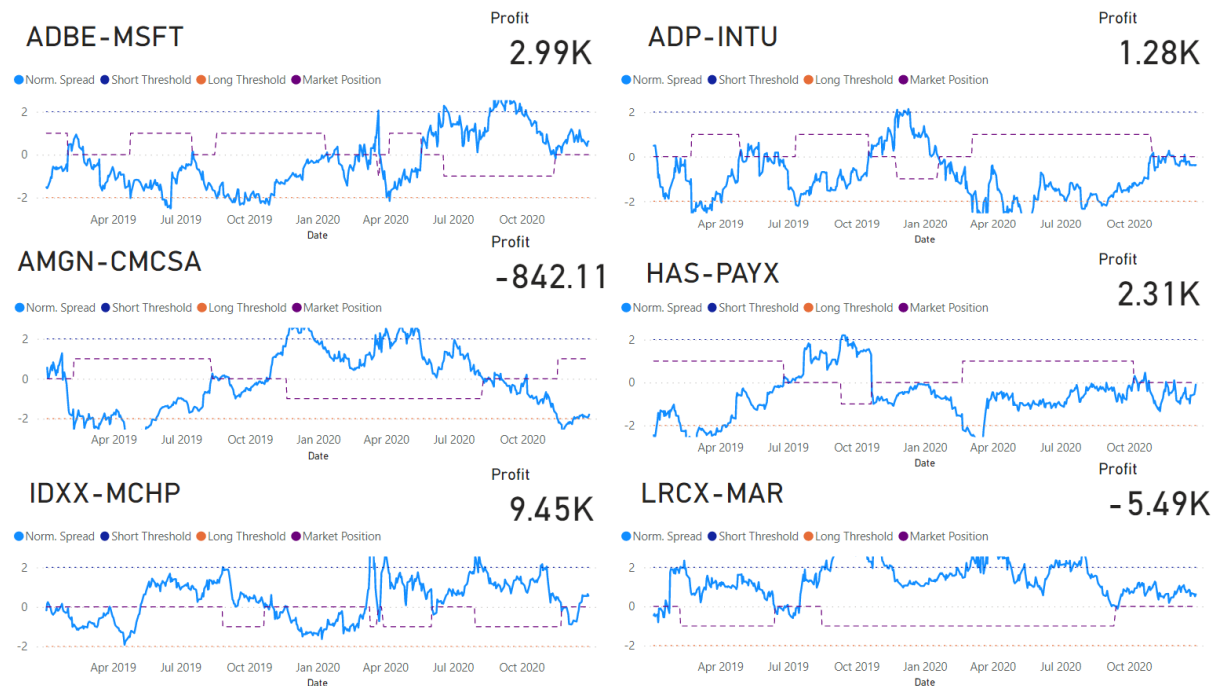 ADBE-MSFT
Profit
2.99K
Norm. Spread Short Threshold Long Threshold Market Position
2
0
-2
Apr 2019 Jul 2019 Oct 2019 Jan 2020 Apr 2020 Jul 2020 Oct 2020
Date
ADP-INTU
Profit
1.28K
Norm. Spread Short Threshold Long Threshold Market Position
2
0
-2
Apr 2019 Jul 2019 Oct 2019 Jan 2020 Apr 2020 Jul 2020 Oct 2020
Date
AMGN-CMCSA
Profit
-842.11
Norm. Spread Short Threshold Long Threshold Market Position
2
0
-2
Apr 2019 Jul 2019 Oct 2019 Jan 2020 Apr 2020 Jul 2020 Oct 2020
Date
HAS-PAYX
Profit
2.31K
Norm. Spread Short Threshold Long Threshold Market Position
2
0
-2
Apr 2019 Jul 2019 Oct 2019 Jan 2020 Apr 2020 Jul 2020 Oct 2020
Date
IDXX-MCHP
Profit
9.45K
Norm. Spread Short Threshold Long Threshold Market Position
2
0
-2
Apr 2019 Jul 2019 Oct 2019 Jan 2020 Apr 2020 Jul 2020 Oct 2020
Date
LRCX-MAR
Profit
-5.49K
Norm. Spread Short Threshold Long Threshold Market Position
2
0
-2
Apr 2019 Jul 2019 Oct 2019 Jan 2020 Apr 2020 Jul 2020 Oct 2020
Date